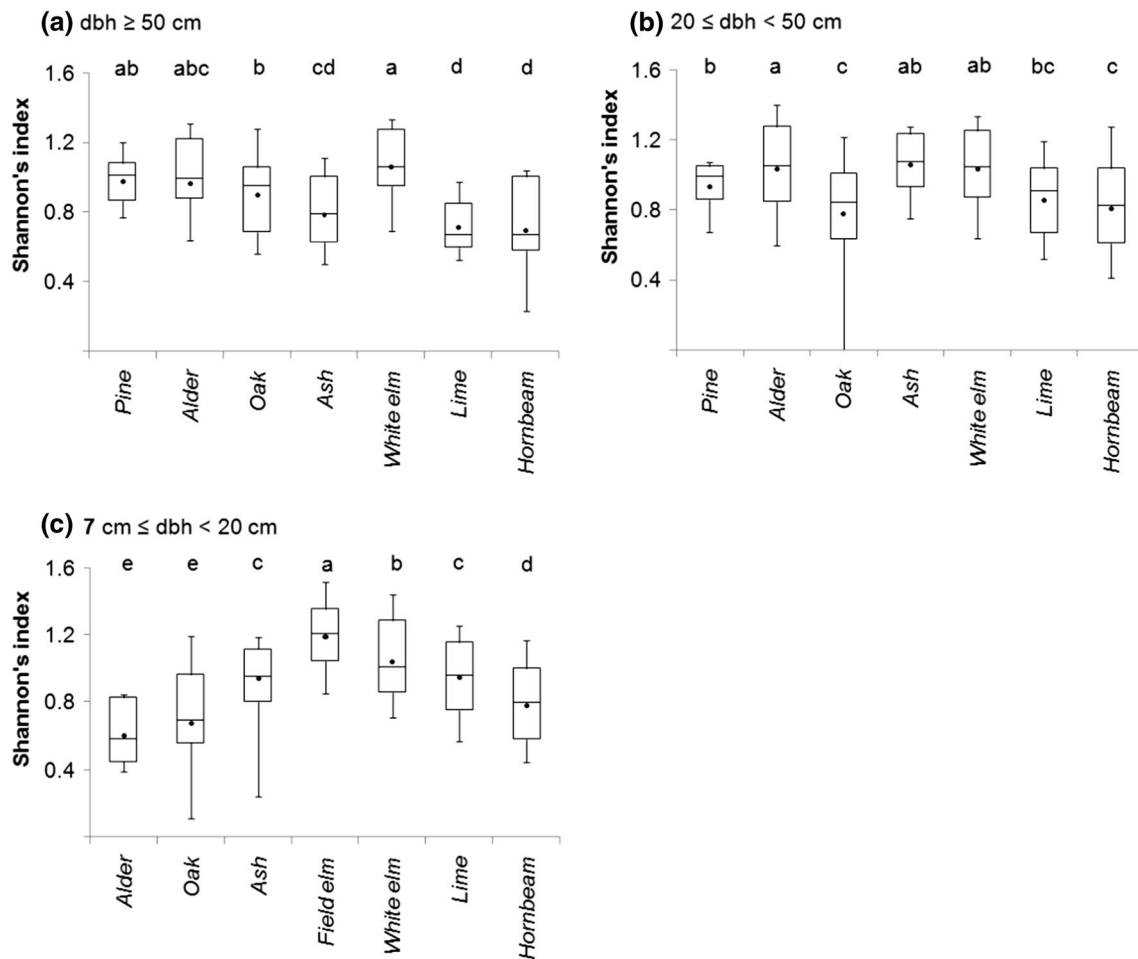 (a) dbh ≥ 50 cm
ab abc b cd a d d
Shannon's index
1.6
1.2
0.8
0.4
Pine
Alder
Oak
Ash
White elm
Lime
Hornbeam
(b) 20 ≤ dbh < 50 cm
b a c ab ab bc c
Shannon's index
1.6
1.2
0.8
0.4
Pine
Alder
Oak
Ash
White elm
Lime
Hornbeam
(c) 7 cm ≤ dbh < 20 cm
e e c a b c d
Shannon's index
1.6
1.2
0.8
0.4
Alder
Oak
Ash
Field elm
White elm
Lime
Hornbeam